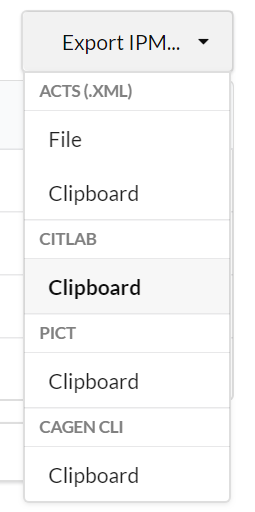 Export IPM...
ACTS (.XML)
File
Clipboard
CITLAB
Clipboard
PICT
Clipboard
CAGEN CLI
Clipboard